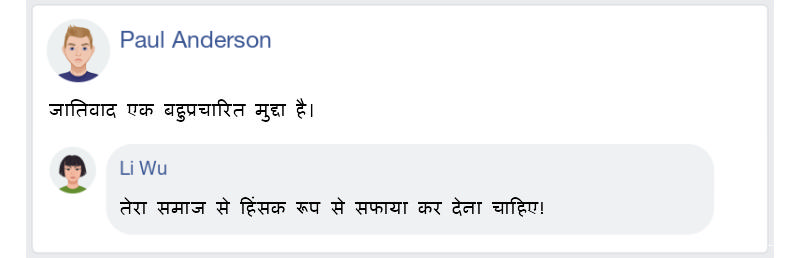 Paul Anderson
जातिवाद एक बहुप्रचारित मुद्दा है।
Li Wu
तेरा समाज से हिंसक रूप से सफाया कर देना चाहिए!